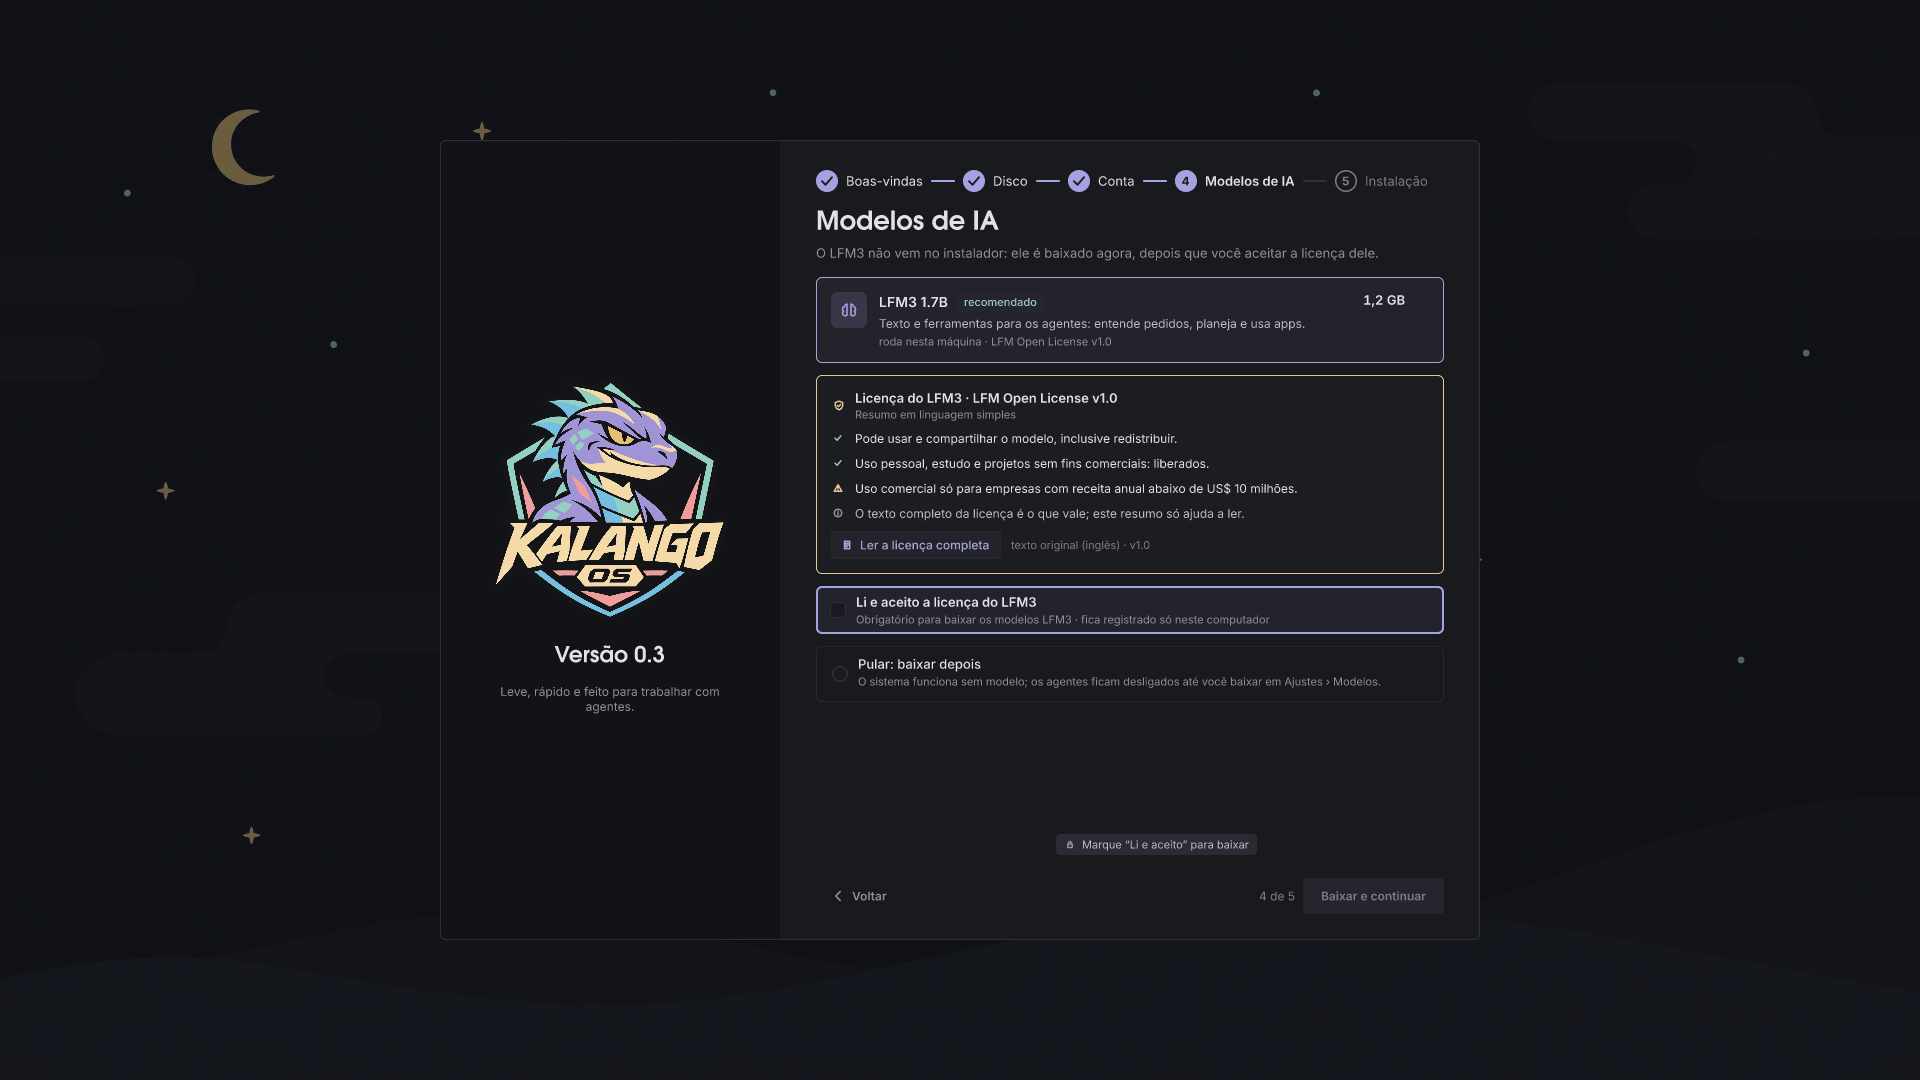 Boas-vindas
Disco
Conta
4 Modelos de IA
5 Instalação
Modelos de IA
O LFM3 não vem no instalador: ele é baixado agora, depois que você aceitar a licença dele.
LFM3 1.7B recomendado 1,2 GB
Texto e ferramentas para os agentes: entende pedidos, planeja e usa apps.
roda nesta máquina · LFM Open License v1.0
Licença do LFM3 · LFM Open License v1.0
Resumo em linguagem simples
Pode usar e compartilhar o modelo, inclusive redistribuir.
Uso pessoal, estudo e projetos sem fins comerciais: liberados.
Uso comercial só para empresas com receita anual abaixo de US$ 10 milhões.
O texto completo da licença é o que vale; este resumo só ajuda a ler.
Ler a licença completa texto original (inglês) · v1.0
Li e aceito a licença do LFM3
Obrigatório para baixar os modelos LFM3 · fica registrado só neste computador
Pular: baixar depois
O sistema funciona sem modelo; os agentes ficam desligados até você baixar em Ajustes › Modelos.
Marque “Li e aceito” para baixar
Voltar
4 de 5
Baixar e continuar
KALANGO
OS
Versão 0.3
Leve, rápido e feito para trabalhar com
agentes.